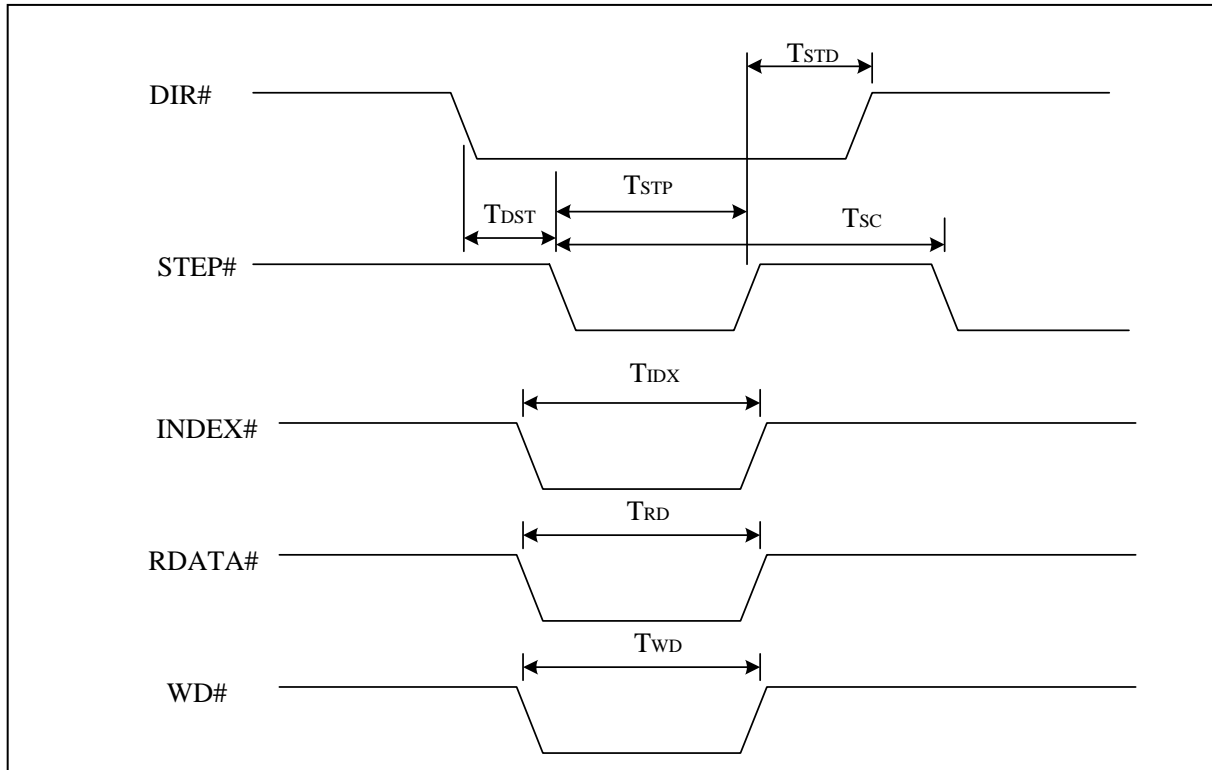 TSTD
DIR#
TSTP
TDST
TSC
STEP#
TIDX
INDEX#
TRD
RDATA#
TWD
WD#